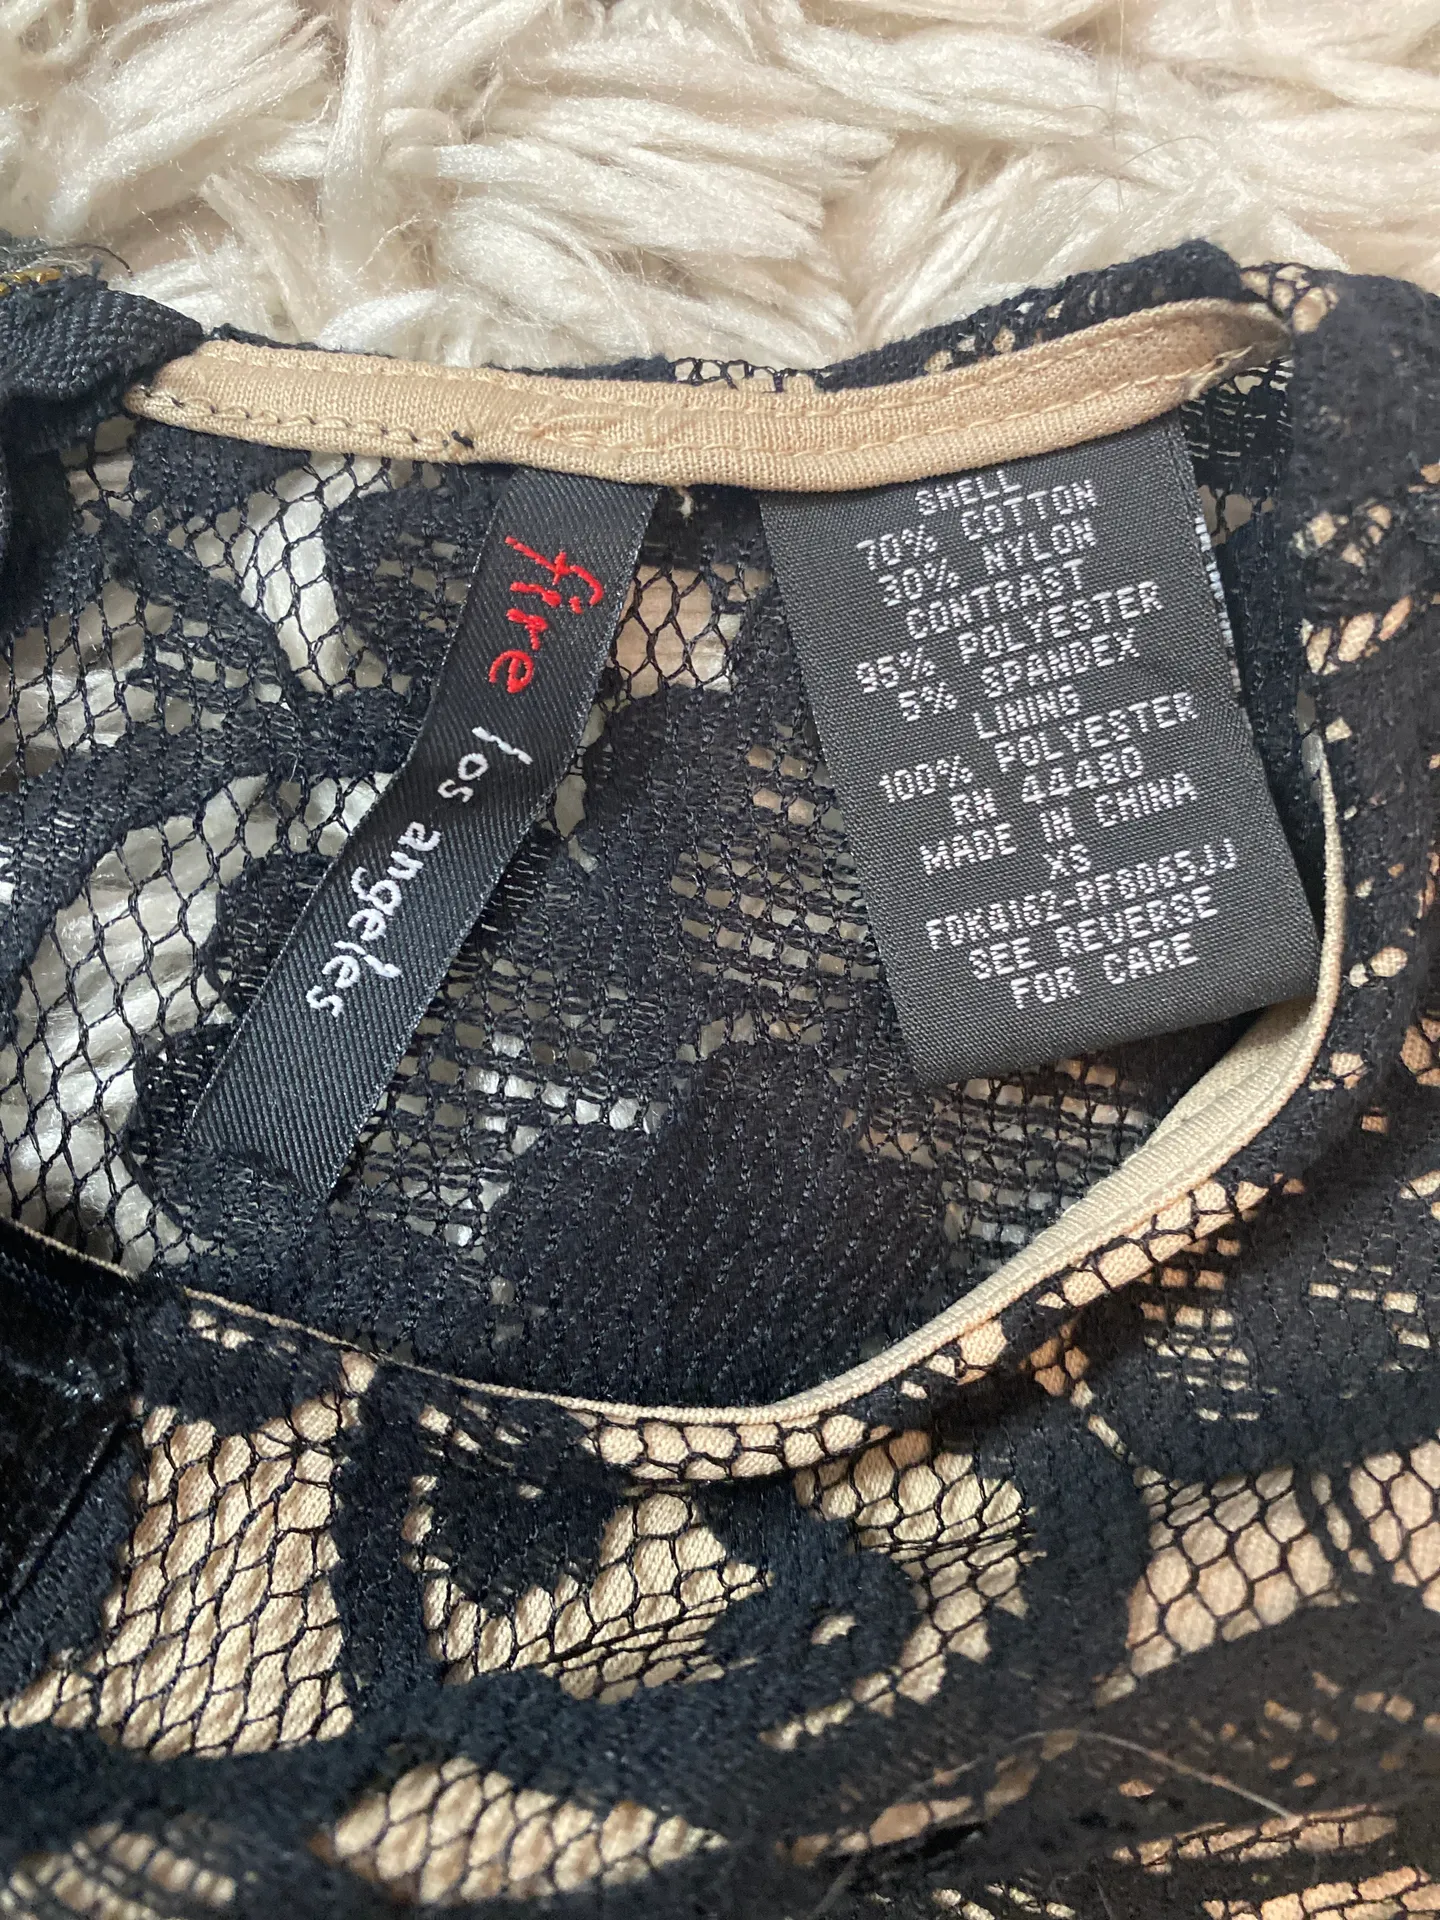 fire los angeles
SHELL
70% COTTON
30% NYLON
CONTRAST
95% POLYESTER
5% SPANDEX
LINING
100% POLYESTER
RN 44480
MADE IN CHINA
XS
FDK4162-PF8065JJ
SEE REVERSE
FOR CARE